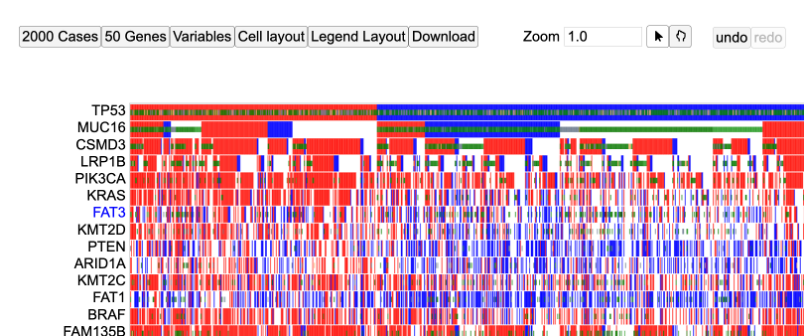 2000 Cases 50 Genes Variables Cell layout Legend Layout Download Zoom 1.0 undo redo
TP53
MUC16
CSMD3
LRP1B
PIK3CA
KRAS
FAT3
KMT2D
PTEN
ARID1A
KMT2C
FAT1
BRAF
FAM135B